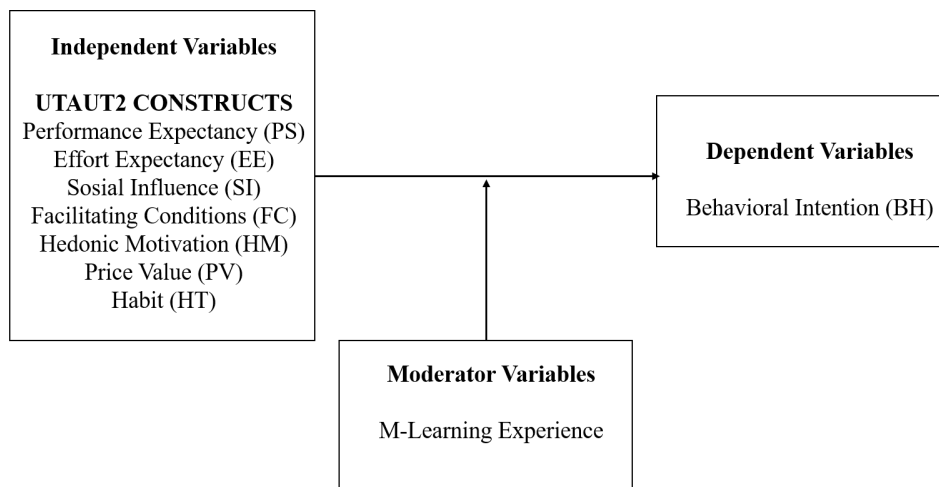 Independent Variables
UTAUT2 CONSTRUCTS
Performance Expectancy (PS)
Effort Expectancy (EE)
Sosial Influence (SI)
Facilitating Conditions (FC)
Hedonic Motivation (HM)
Price Value (PV)
Habit (HT)
Dependent Variables
Behavioral Intention (BH)
Moderator Variables
M-Learning Experience